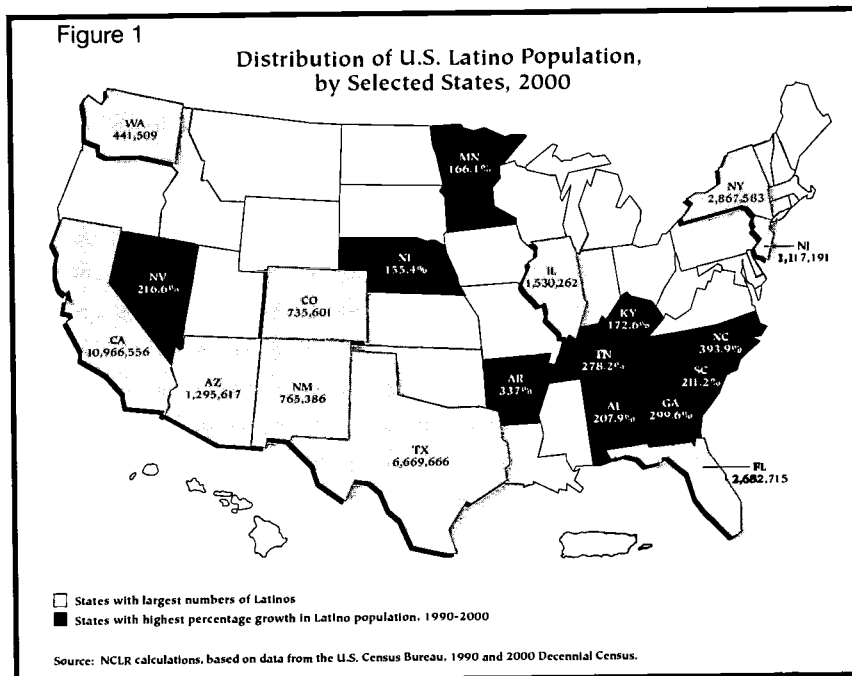 Figure 1
Distribution of U.S. Latino Population,
by Selected States, 2000
WA
441,509
MN
166.1%
NY
2,867,583
NJ
1,117,191
NV
216.6%
NI
155.4%
IL
1,530,262
CO
735,601
KY
172.6%
CA
10,966,556
TN
278.2%
NC
393.9%
AZ
1,295,617
NM
765,386
AR
337%
SC
211.2%
AL
207.9%
GA
299.6%
TX
6,669,666
FL
2,682,715
States with largest numbers of Latinos
States with highest percentage growth in Latino population, 1990-2000
Source: NCLR calculations, based on data from the U.S. Census Bureau, 1990 and 2000 Decennial Census.